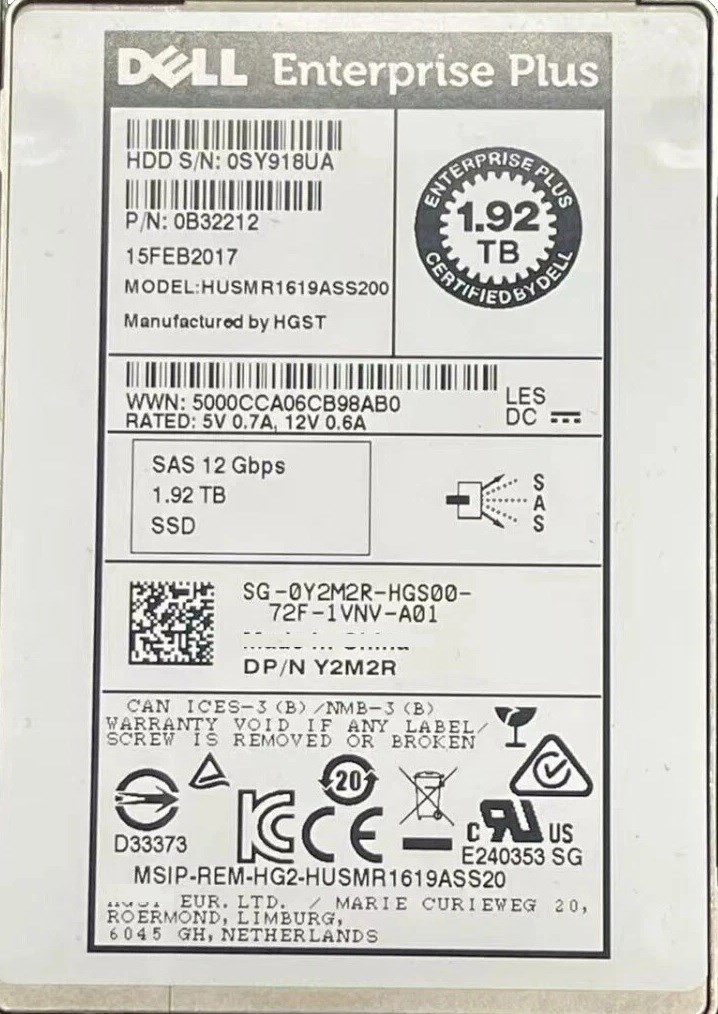 DELL Enterprise Plus
HDD S/N: 0SY918UA
P/N: 0B32212
15FEB2017
MODEL:HUSMR1619ASS200
Manufactured by HGST
ENTERPRISE PLUS
1.92
TB
CERTIFIED BY DELL
WWN: 5000CCA06CB98AB0
RATED: 5V 0.7A, 12V 0.6A
LES
DC
SAS 12 Gbps
1.92 TB
SSD
S
A
S
SG-0Y2M2R-HGS00-
72F-1VNV-A01
DP/N Y2M2R
CAN ICES-3 (B) /NMB-3 (B)
WARRANTY VOID IF ANY LABEL/
SCREW IS REMOVED OR BROKEN
20
D33373
KC CE
c RU US
E240353 SG
MSIP-REM-HG2-HUSMR1619ASS20
EUR. LTD. / MARIE CURIEWEG 20,
ROERMOND, LIMBURG,
6045 GH, NETHERLANDS